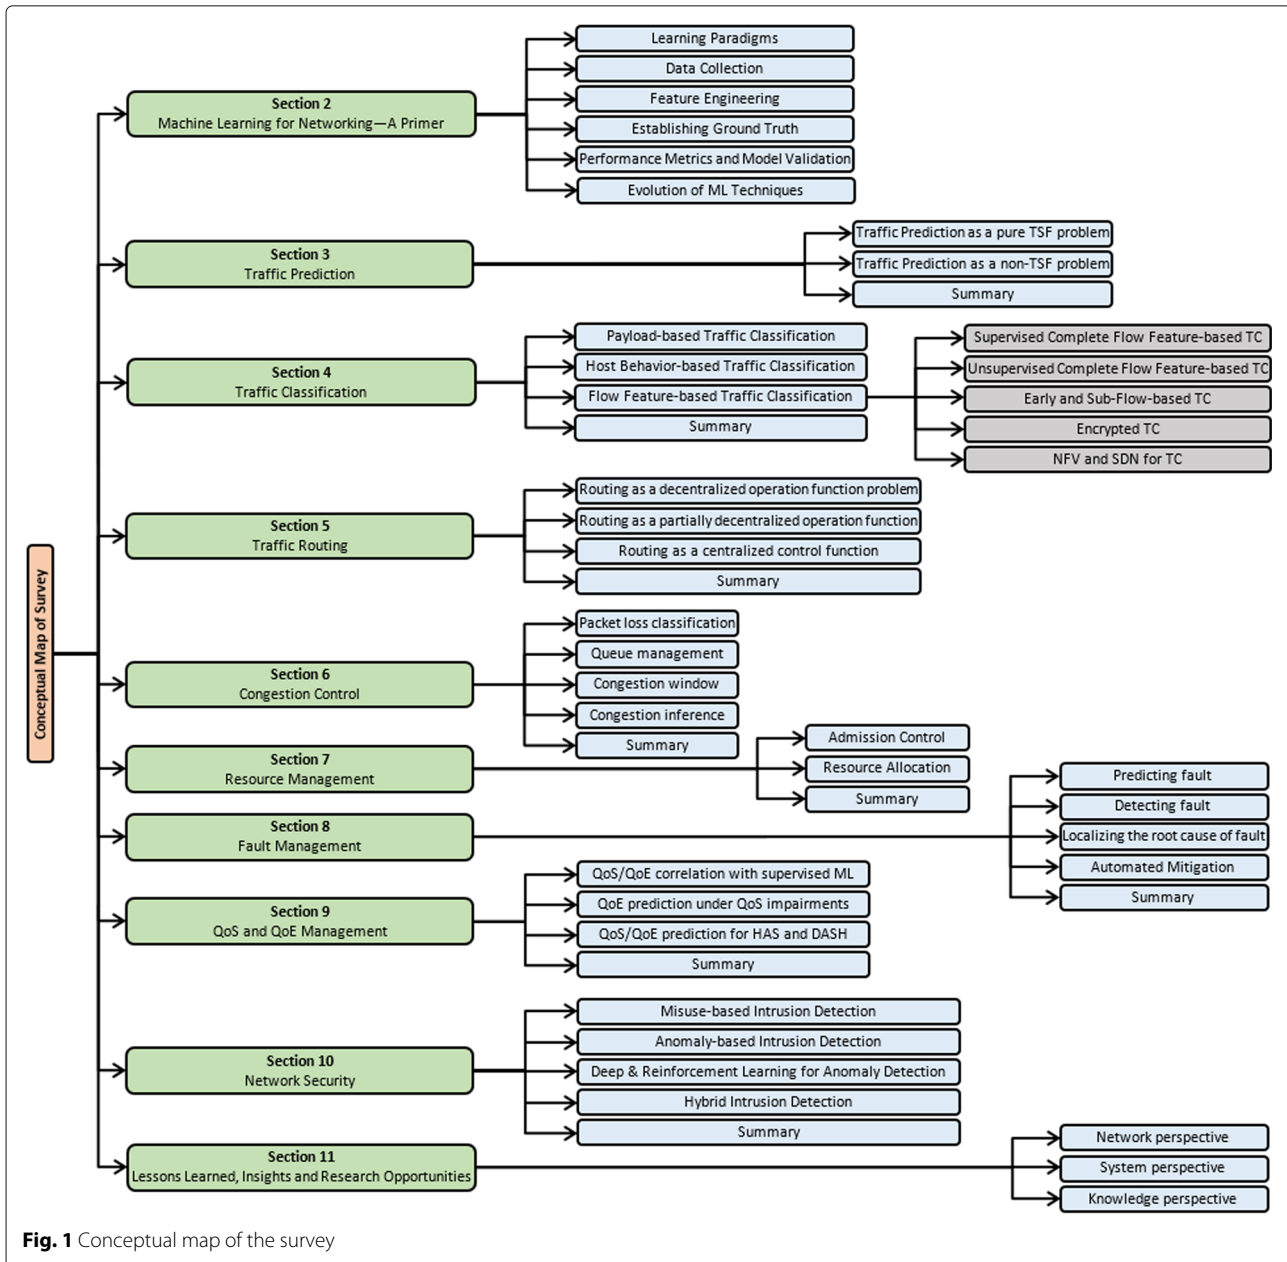 Conceptual Map of Survey
Section 2
Machine Learning for Networking—A Primer
Learning Paradigms
Data Collection
Feature Engineering
Establishing Ground Truth
Performance Metrics and Model Validation
Evolution of ML Techniques
Section 3
Traffic Prediction
Traffic Prediction as a pure TSF problem
Traffic Prediction as a non-TSF problem
Summary
Section 4
Traffic Classification
Payload-based Traffic Classification
Host Behavior-based Traffic Classification
Flow Feature-based Traffic Classification
Summary
Supervised Complete Flow Feature-based TC
Unsupervised Complete Flow Feature-based TC
Early and Sub-Flow-based TC
Encrypted TC
NFV and SDN for TC
Section 5
Traffic Routing
Routing as a decentralized operation function problem
Routing as a partially decentralized operation function
Routing as a centralized control function
Summary
Section 6
Congestion Control
Packet loss classification
Queue management
Congestion window
Congestion inference
Summary
Section 7
Resource Management
Admission Control
Resource Allocation
Summary
Section 8
Fault Management
Predicting fault
Detecting fault
Localizing the root cause of fault
Automated Mitigation
Summary
Section 9
QoS and QoE Management
QoS/QoE correlation with supervised ML
QoE prediction under QoS impairments
QoS/QoE prediction for HAS and DASH
Summary
Section 10
Network Security
Misuse-based Intrusion Detection
Anomaly-based Intrusion Detection
Deep & Reinforcement Learning for Anomaly Detection
Hybrid Intrusion Detection
Summary
Section 11
Lessons Learned, Insights and Research Opportunities
Network perspective
System perspective
Knowledge perspective
Fig. 1 Conceptual map of the survey